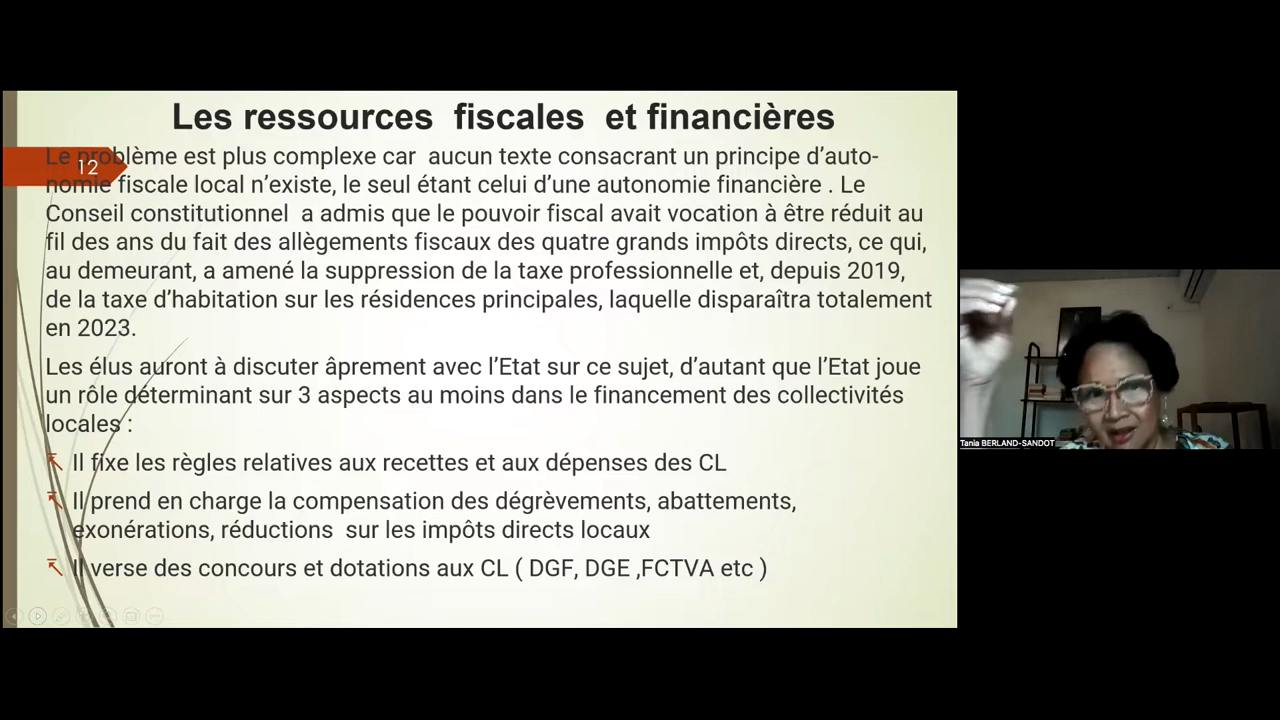 Les ressources fiscales et financières
12
Le problème est plus complexe car aucun texte consacrant un principe d’auto-
nomie fiscale local n’existe, le seul étant celui d’une autonomie financière . Le
Conseil constitutionnel a admis que le pouvoir fiscal avait vocation à être réduit au
fil des ans du fait des allègements fiscaux des quatre grands impôts directs, ce qui,
au demeurant, a amené la suppression de la taxe professionnelle et, depuis 2019,
de la taxe d’habitation sur les résidences principales, laquelle disparaîtra totalement
en 2023.
Les élus auront à discuter âprement avec l’Etat sur ce sujet, d’autant que l’Etat joue
un rôle déterminant sur 3 aspects au moins dans le financement des collectivités
locales :
Il fixe les règles relatives aux recettes et aux dépenses des CL
Il prend en charge la compensation des dégrèvements, abattements,
exonérations, réductions sur les impôts directs locaux
Il verse des concours et dotations aux CL ( DGF, DGE ,FCTVA etc )
Tania BERLAND-SANDOT